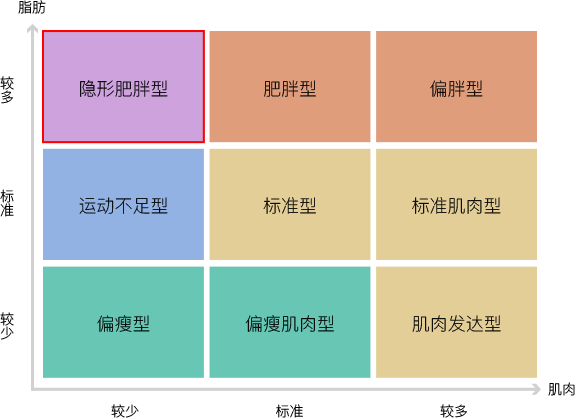 脂肪
较多
隐形肥胖型
肥胖型
偏胖型
标准
运动不足型
标准型
标准肌肉型
较少
偏瘦型
偏瘦肌肉型
肌肉发达型
肌肉
较少
标准
较多